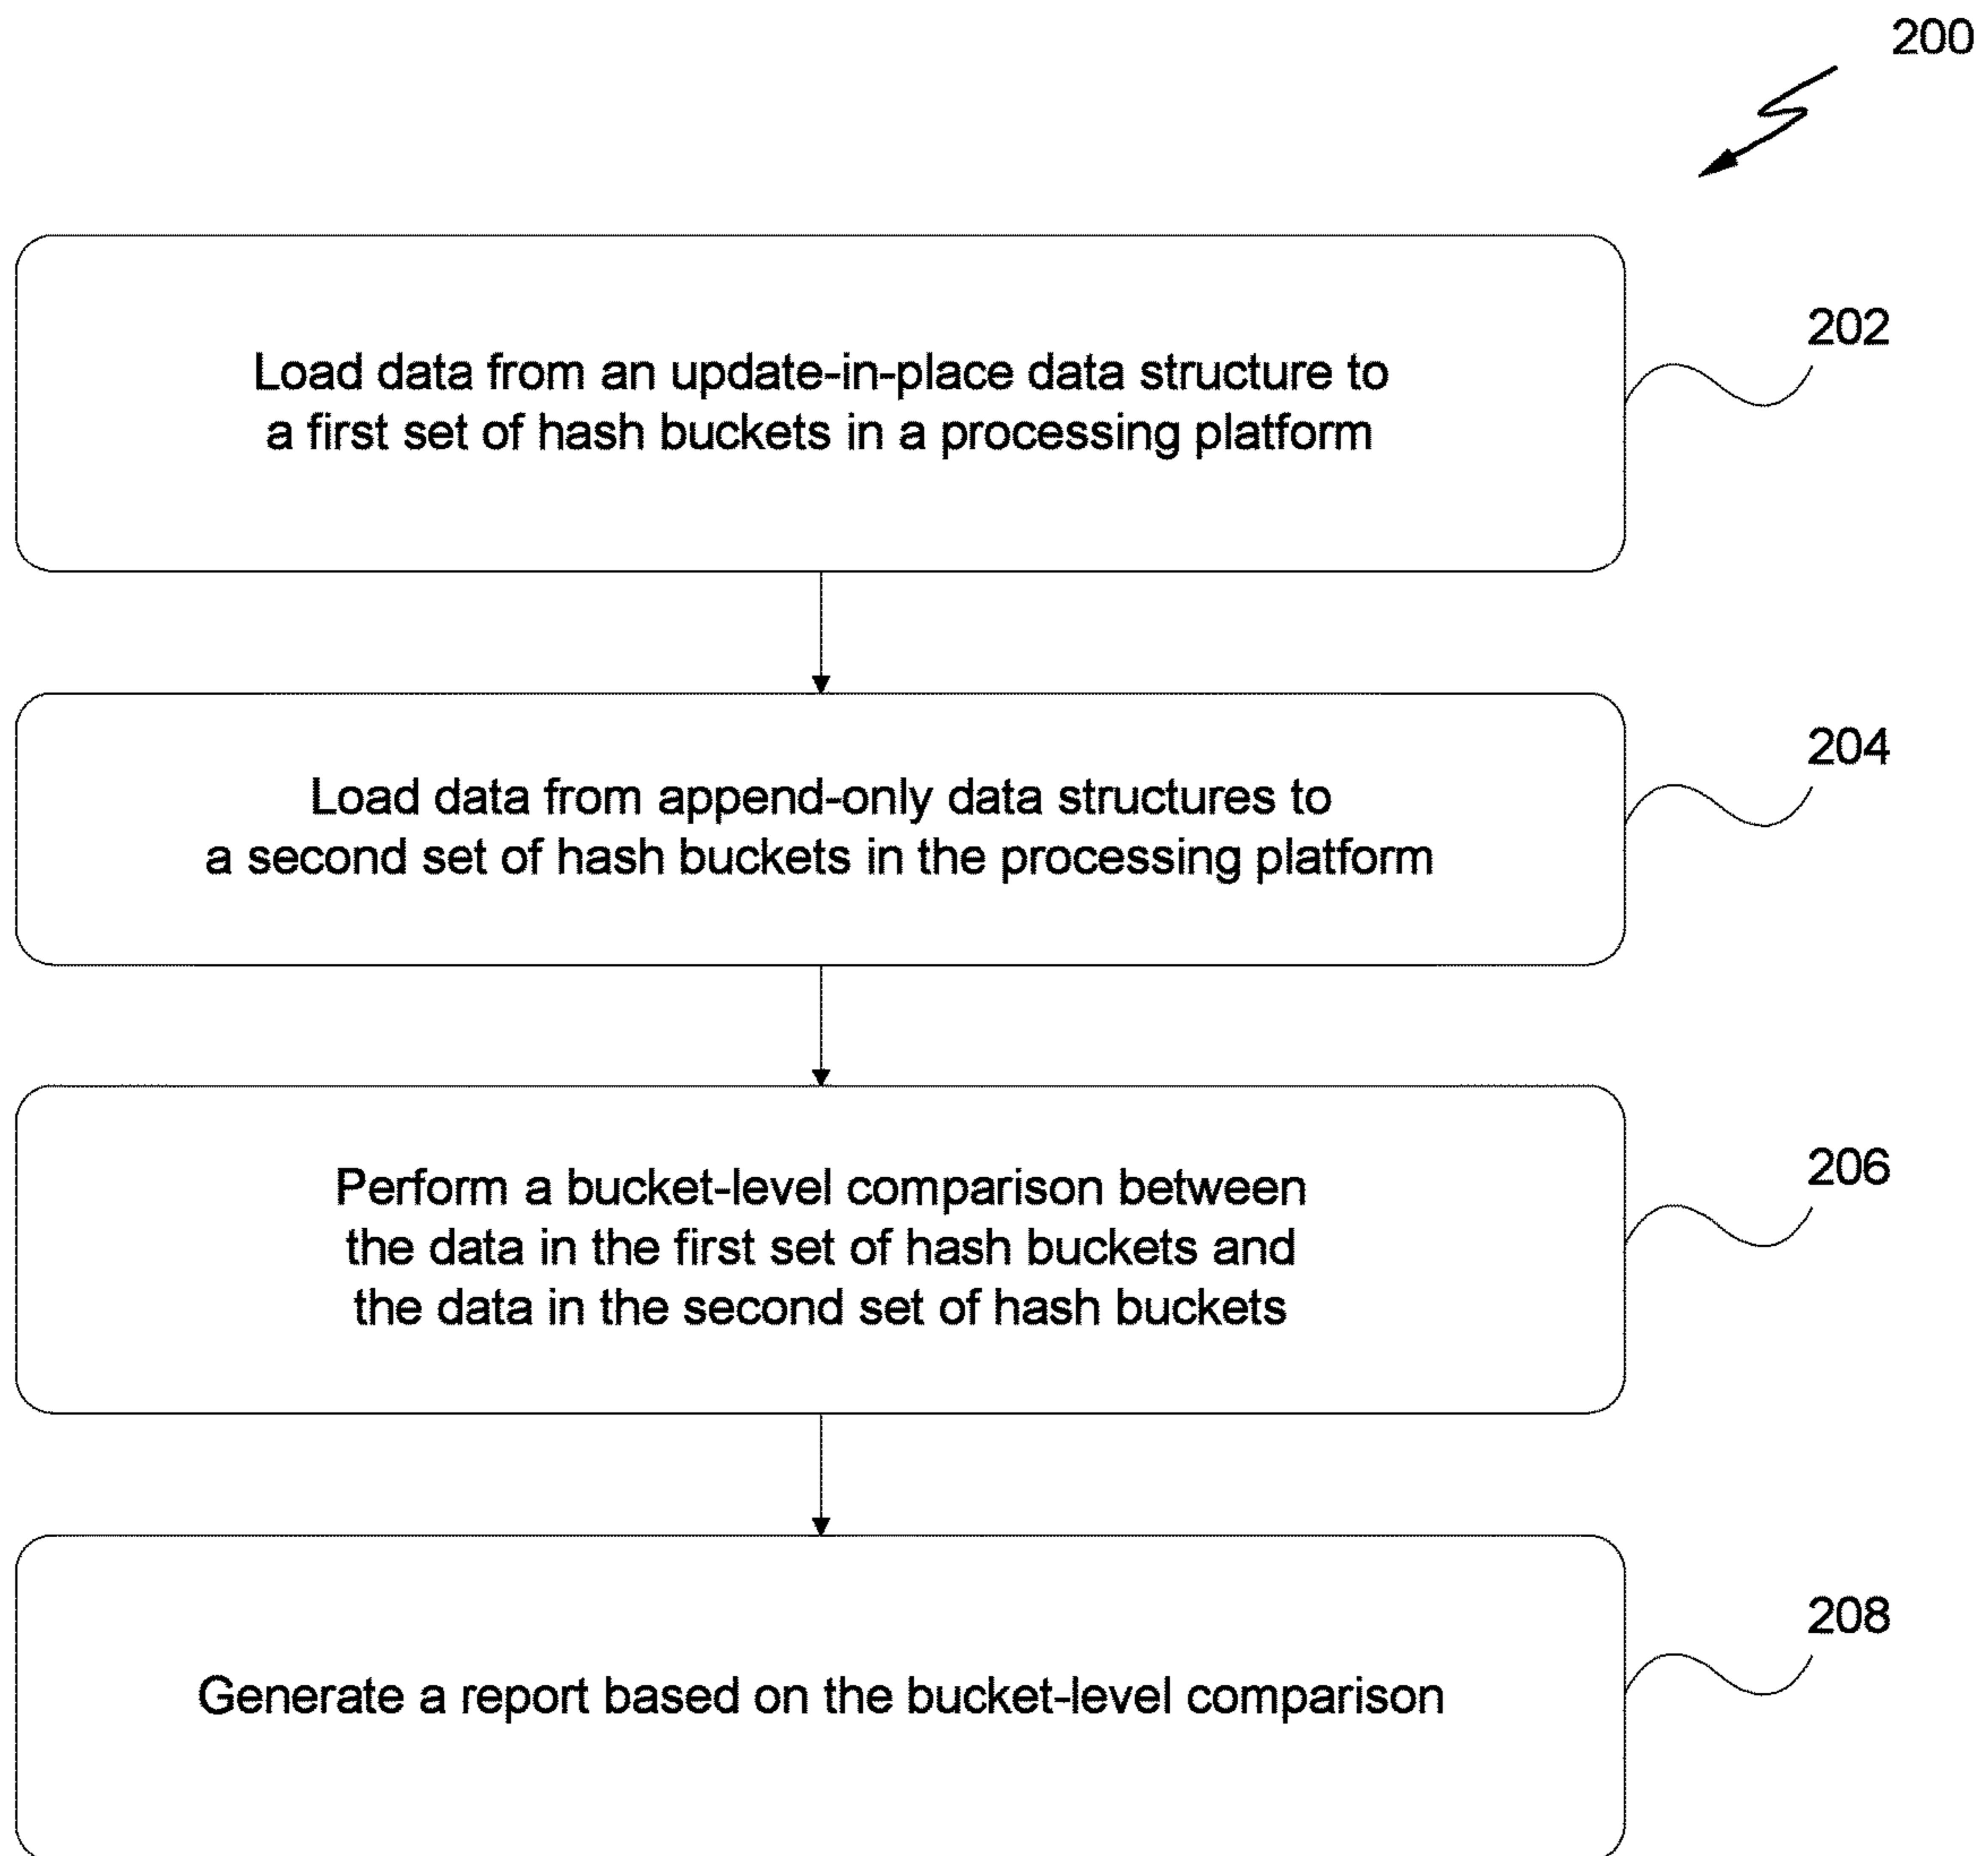 200
Load data from an update-in-place data structure to
a first set of hash buckets in a processing platform
202
Load data from append-only data structures to
a second set of hash buckets in the processing platform
204
Perform a bucket-level comparison between
the data in the first set of hash buckets and
the data in the second set of hash buckets
206
Generate a report based on the bucket-level comparison
208